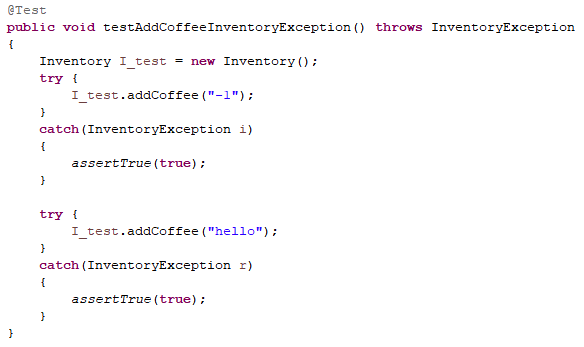 @Test
public void testAddCoffeeInventoryException() throws InventoryException
{
    Inventory I_test = new Inventory();
    try {
        I_test.addCoffee("-1");
    }
    catch(InventoryException i)
    {
        assertTrue(true);
    }

    try {
        I_test.addCoffee("hello");
    }
    catch(InventoryException r)
    {
        assertTrue(true);
    }
}